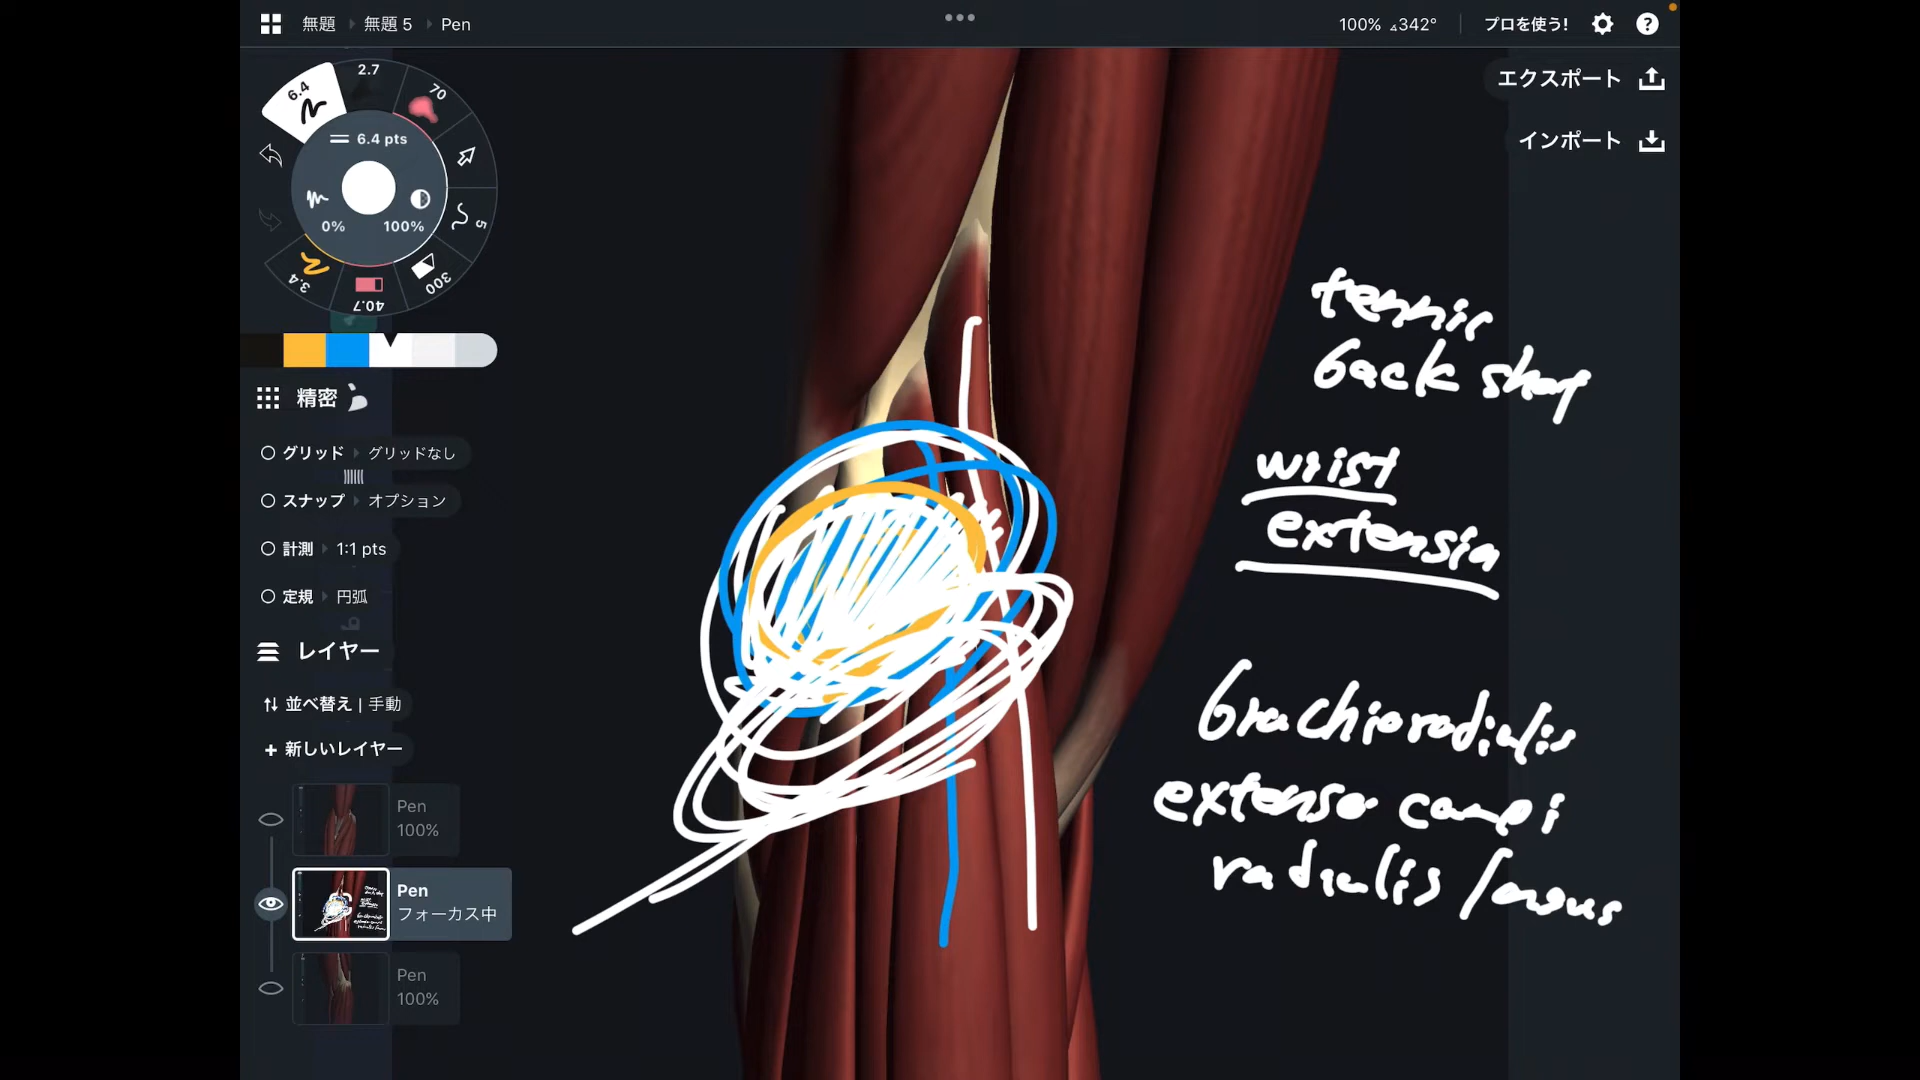 無題 無題 5 Pen
100% 342° プロを使う!
エクスポート
インポート
2.7
6.4
70
6.4 pts
0% 100%
5
3.4
40.7
300
精密
グリッド グリッドなし
スナップ オプション
計測 1:1 pts
定規 円弧
レイヤー
並べ替え | 手動
+ 新しいレイヤー
Pen
100%
Pen
フォーカス中
Pen
100%
tennis
back
wrist
extension
brachioradialis
radialis